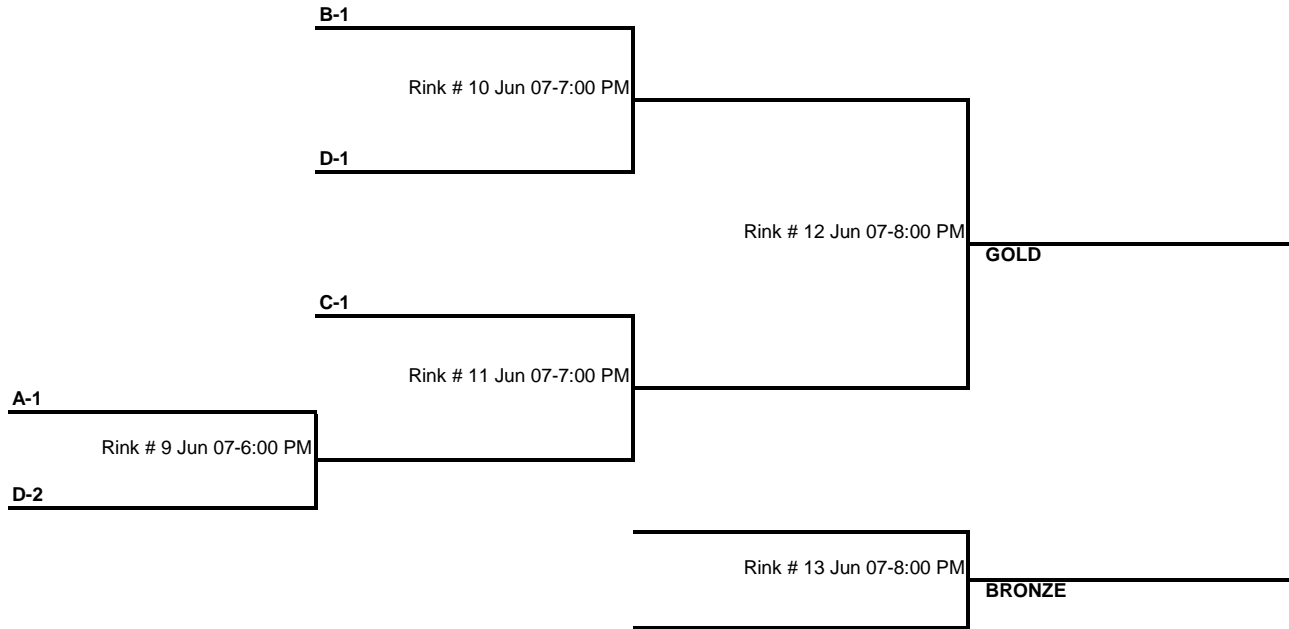 B-1
Rink # 10 Jun 07-7:00 PM
D-1
Rink # 12 Jun 07-8:00 PM
GOLD
C-1
Rink # 11 Jun 07-7:00 PM
A-1
Rink # 9 Jun 07-6:00 PM
D-2
Rink # 13 Jun 07-8:00 PM
BRONZE